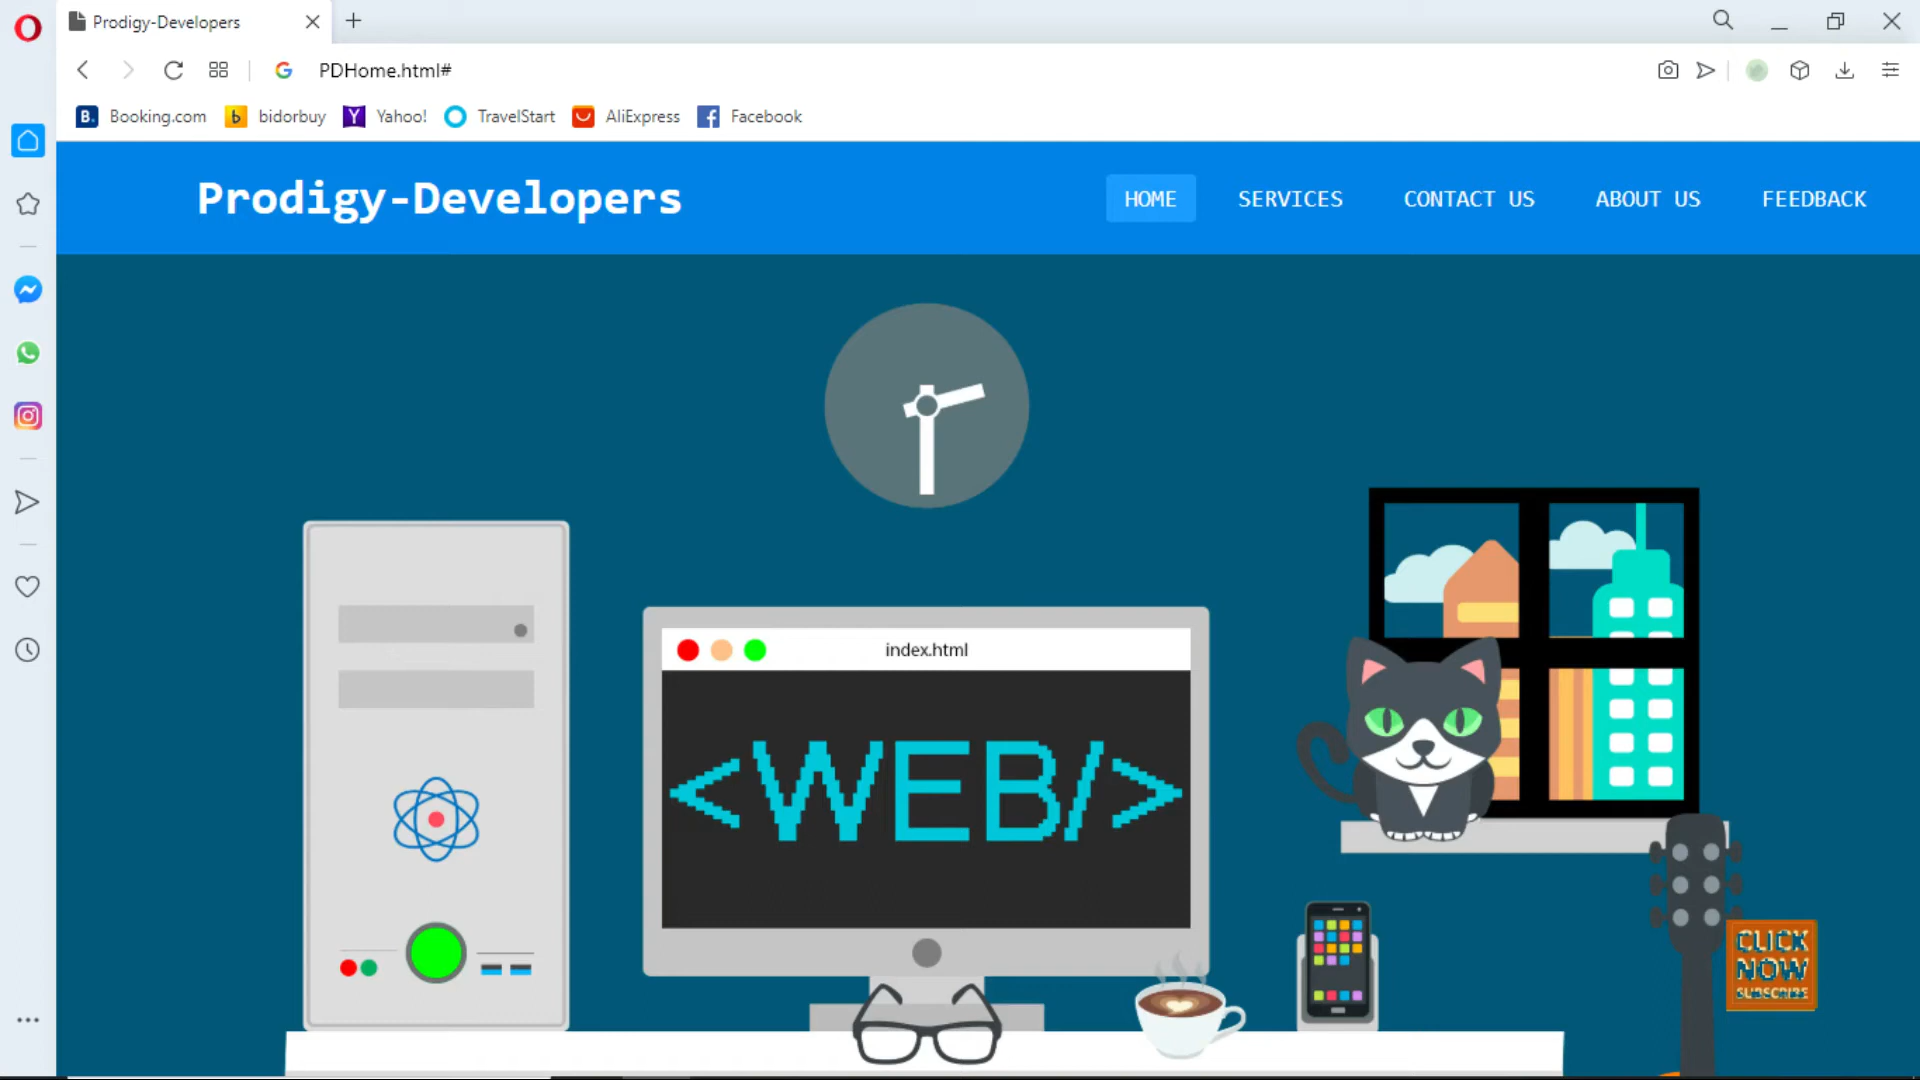 Prodigy-Developers
PDHome.html#
B. Booking.com b bidorbuy Y Yahoo! TravelStart AliExpress f Facebook
Prodigy-Developers HOME SERVICES CONTACT US ABOUT US FEEDBACK
index.html
<WEB/>
CLICK
NOW
SUBSCRIBE